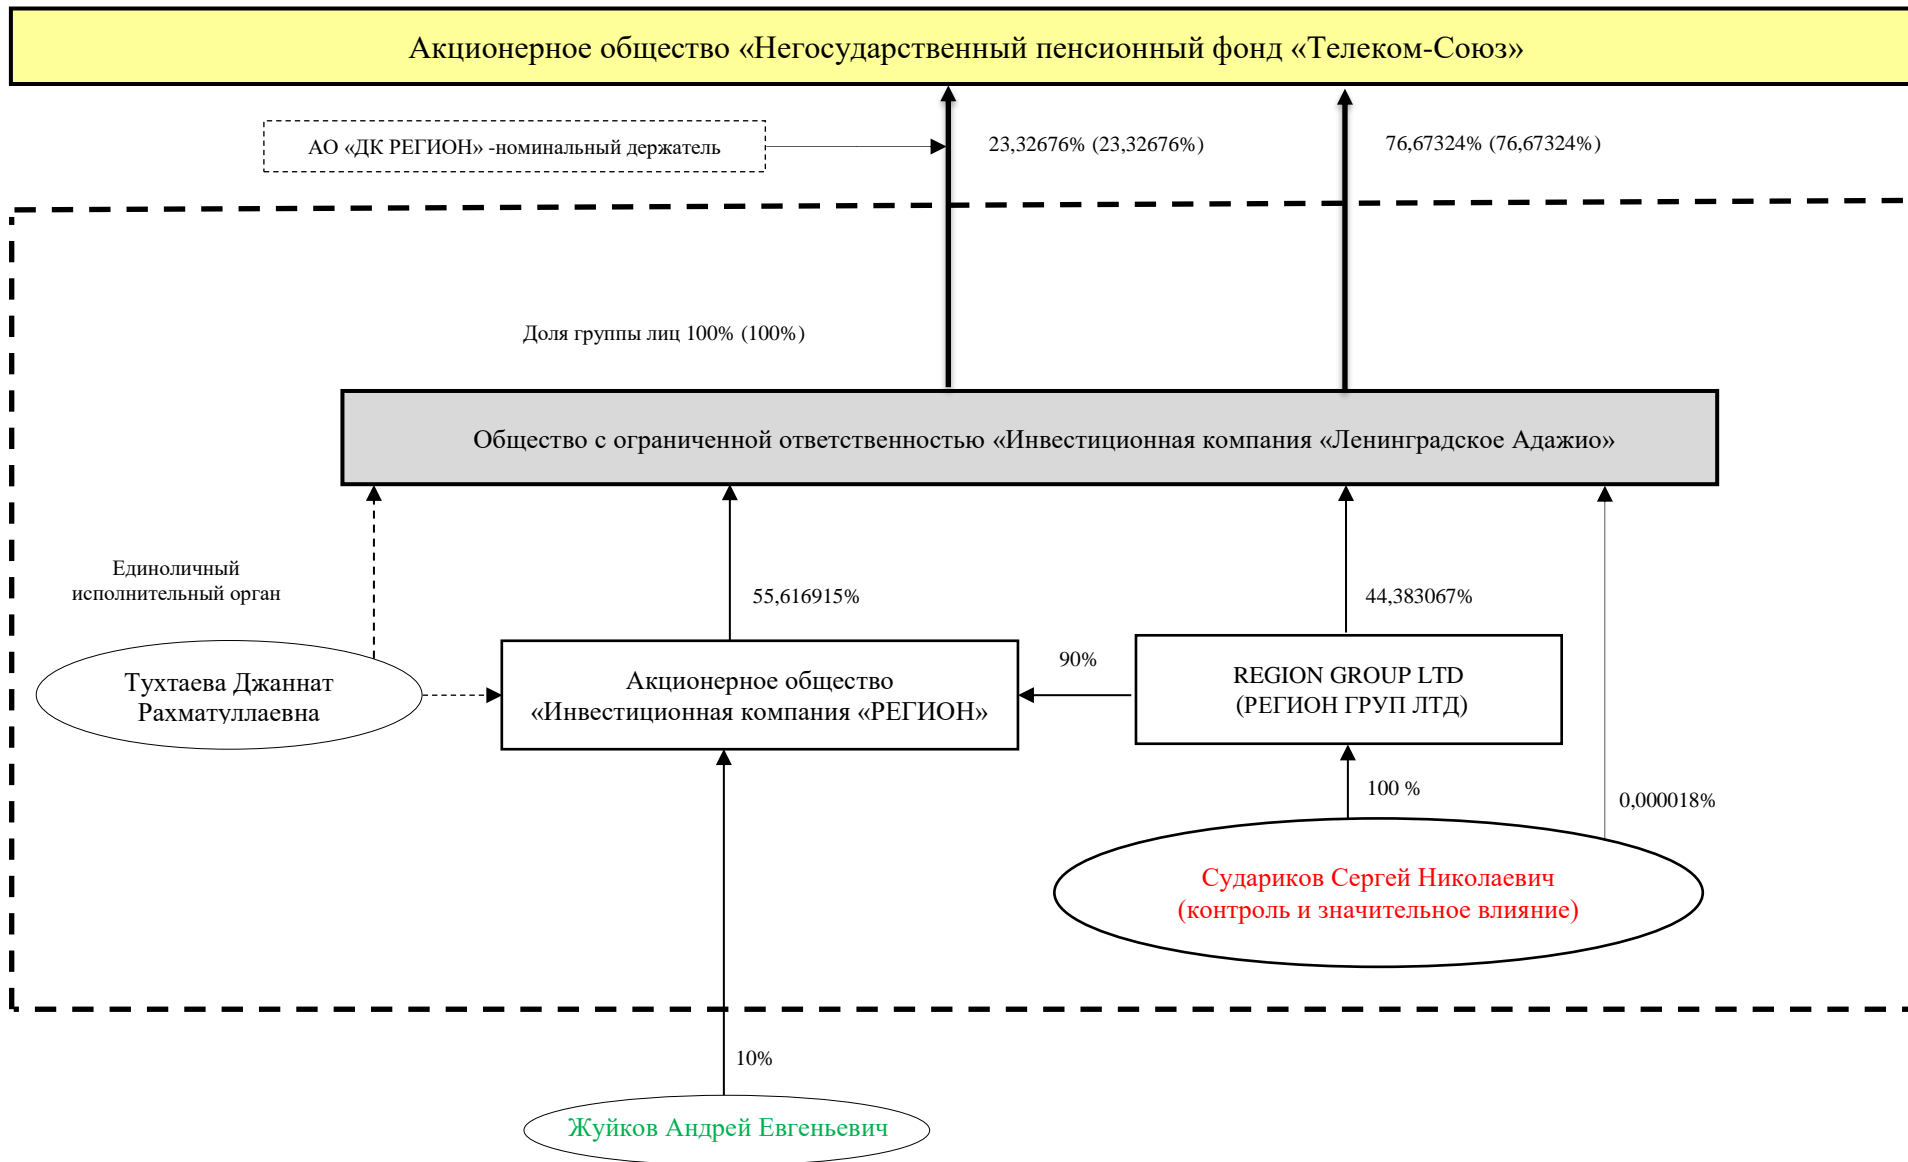 Акционерное общество «Негосударственный пенсионный фонд «Телеком-Союз»
АО «ДК РЕГИОН» -номинальный держатель
23,32676% (23,32676%)
76,67324% (76,67324%)
Доля группы лиц 100% (100%)
Общество с ограниченной ответственностью «Инвестиционная компания «Ленинградское Адажио»
Единоличный
исполнительный орган
55,616915%
44,383067%
Тухтаева Джаннат
Рахматуллаевна
Акционерное общество
«Инвестиционная компания «РЕГИОН»
90%
REGION GROUP LTD
(РЕГИОН ГРУП ЛТД)
100 %
0,000018%
Судариков Сергей Николаевич
(контроль и значительное влияние)
10%
Жуйков Андрей Евгеньевич